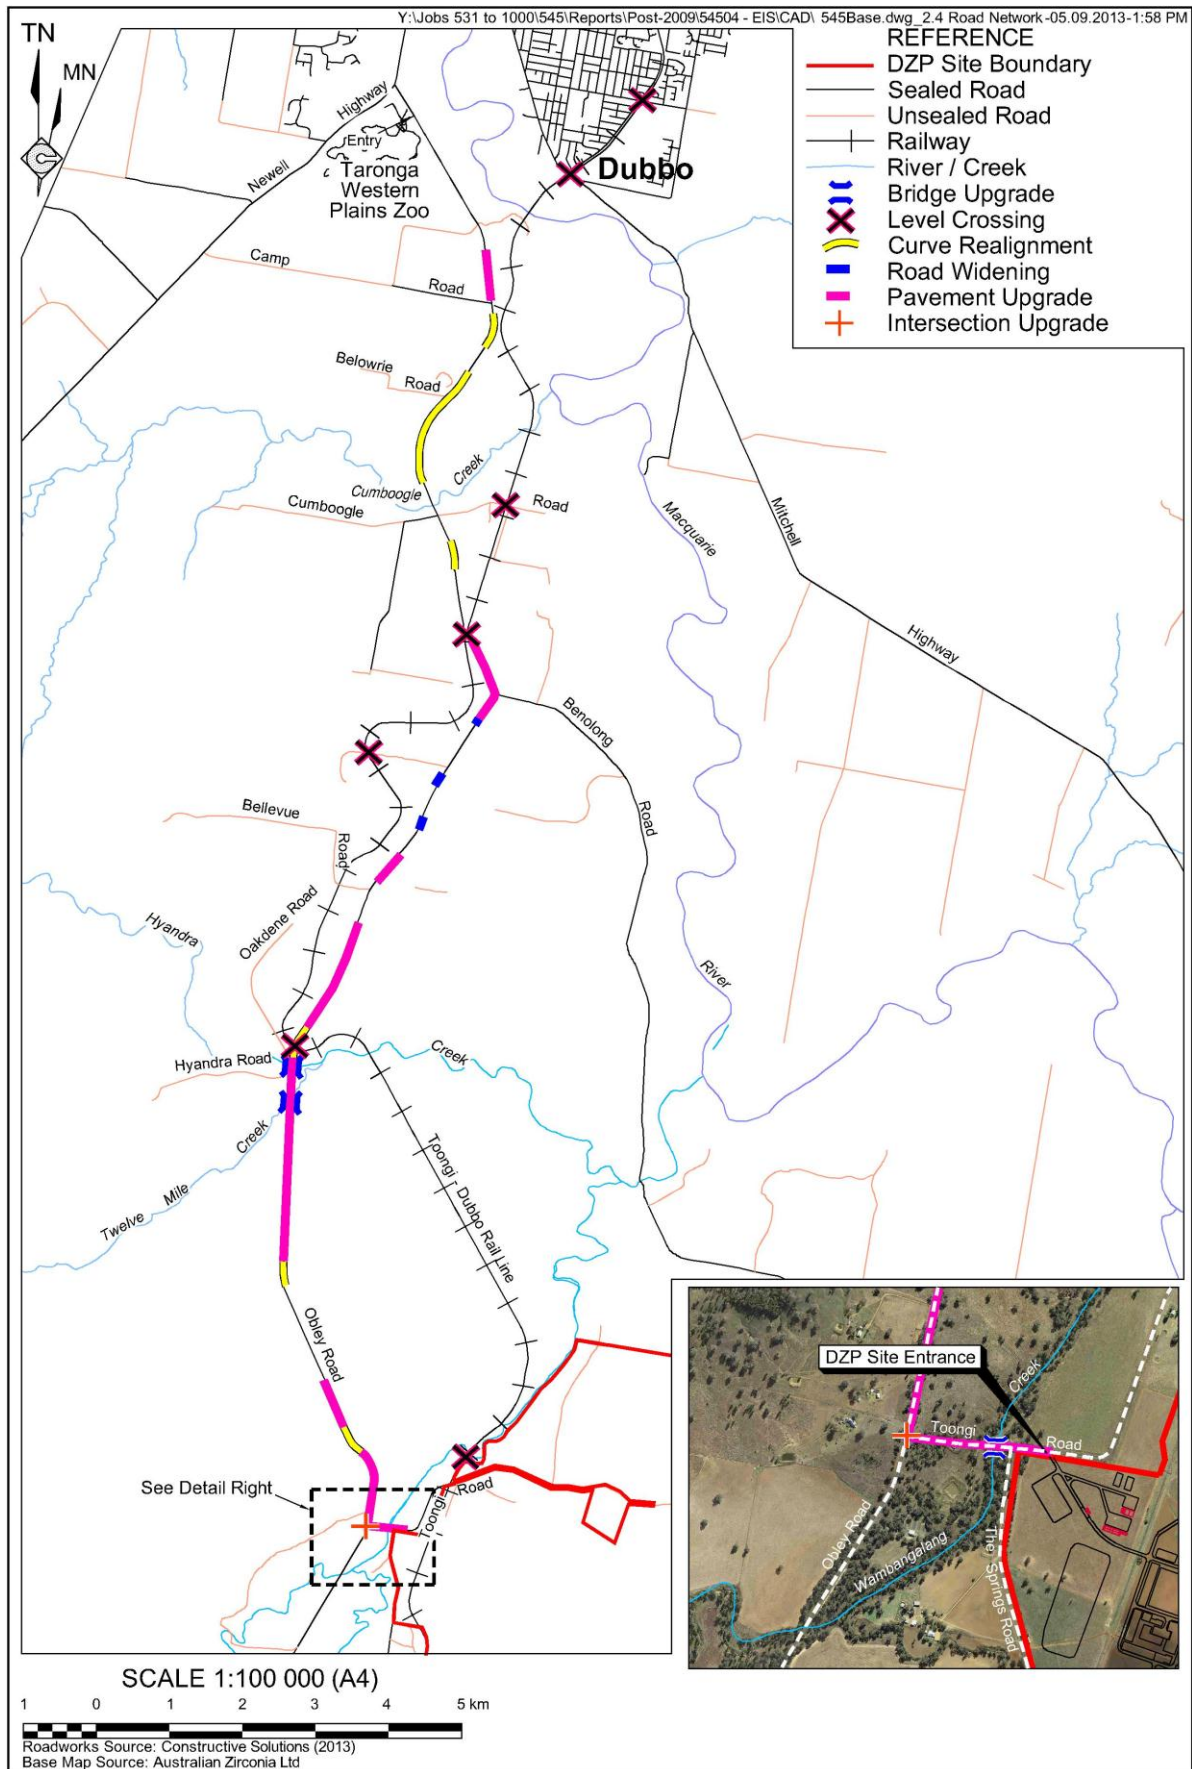 Y:\Jobs 531 to 1000\545\Reports\Post-2009\54504 - EIS\CAD\ 545Base.dwg_2.4 Road Network-05.09.2013-1:58 PM
TN
MN
REFERENCE
DZP Site Boundary
Sealed Road
Unsealed Road
Railway
River / Creek
Bridge Upgrade
Level Crossing
Curve Realignment
Road Widening
Pavement Upgrade
Intersection Upgrade
Highway
Newell
Entry
Taronga
Western
Plains Zoo
Dubbo
Camp
Road
Belowrie
Road
Creek
Cumboogle
Cumboogle
Road
Macquarie
Mitchell
Highway
Benolong
Road
Bellevue
Road
Oakdene Road
Hyandra
River
Hyandra Road
Creek
Creek
Mile
Twelve
Toongi - Dubbo Rail Line
Obley Road
See Detail Right
Toongi
Road
DZP Site Entrance
Creek
Toongi
Road
Obley Road
Wambangalang
The Springs Road
SCALE 1:100 000 (A4)
1 0 1 2 3 4 5 km
Roadworks Source: Constructive Solutions (2013)
Base Map Source: Australian Zirconia Ltd